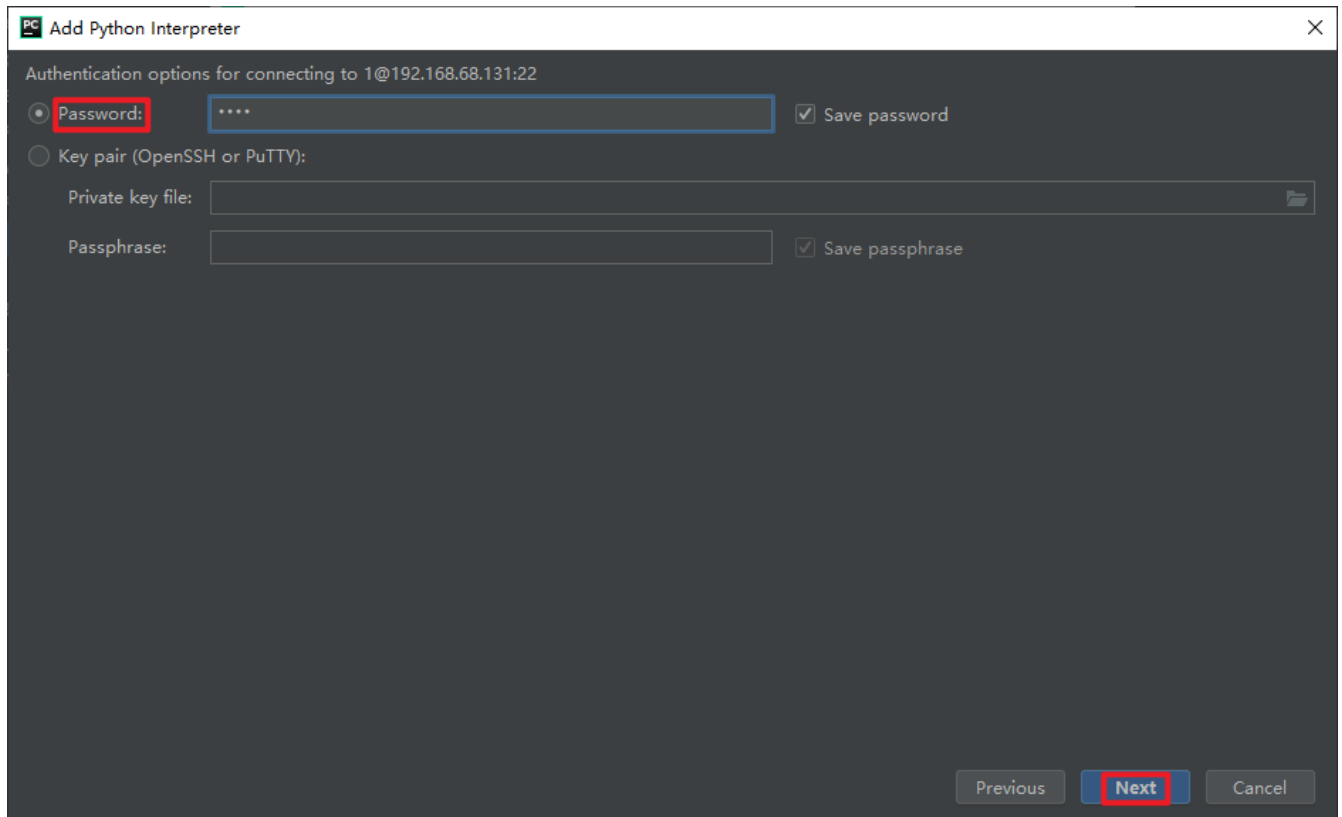 PC Add Python Interpreter
Authentication options for connecting to 1@192.168.68.131:22
Password: •••• Save password
Key pair (OpenSSH or PuTTY):
Private key file:
Passphrase: Save passphrase
Previous Next Cancel